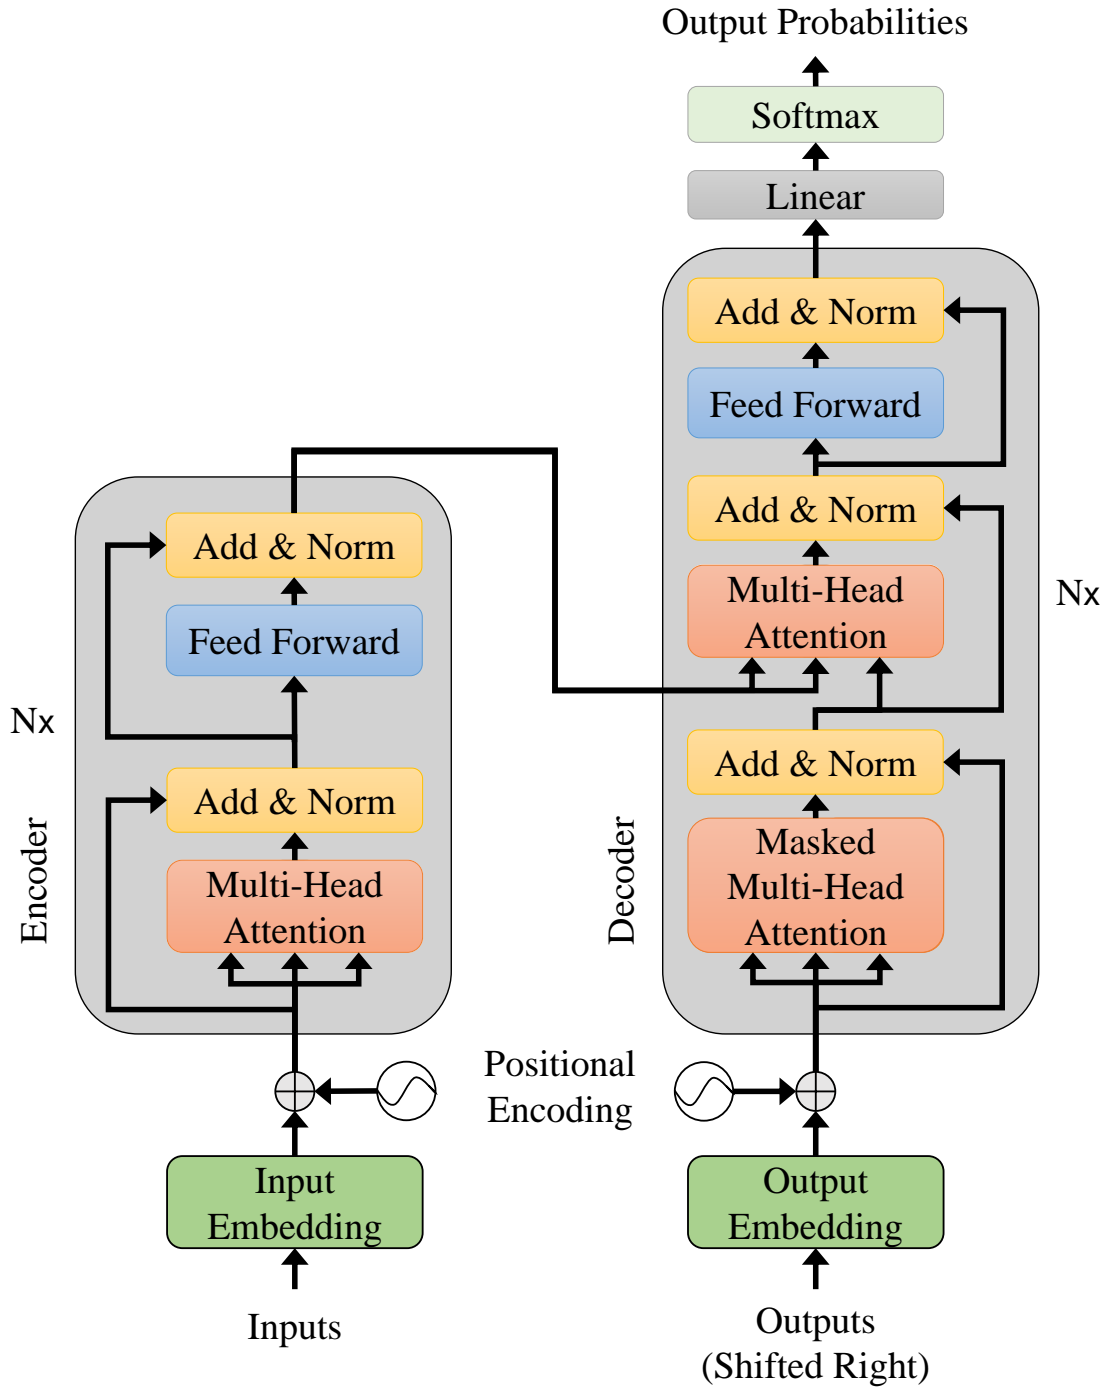 Output Probabilities
Softmax
Linear
Add & Norm
Feed Forward
Add & Norm
Multi-Head
Attention
Nx
Add & Norm
Masked
Multi-Head
Attention
Decoder
Add & Norm
Feed Forward
Nx
Add & Norm
Multi-Head
Attention
Encoder
Positional
Encoding
Input
Embedding
Output
Embedding
Inputs
Outputs
(Shifted Right)